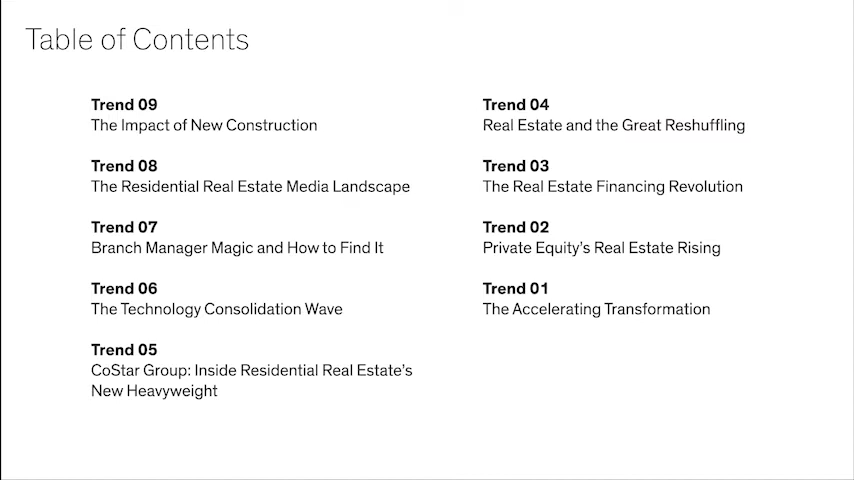 Table of Contents
Trend 09
The Impact of New Construction
Trend 08
The Residential Real Estate Media Landscape
Trend 07
Branch Manager Magic and How to Find It
Trend 06
The Technology Consolidation Wave
Trend 05
CoStar Group: Inside Residential Real Estate's
New Heavyweight
Trend 04
Real Estate and the Great Reshuffling
Trend 03
The Real Estate Financing Revolution
Trend 02
Private Equity's Real Estate Rising
Trend 01
The Accelerating Transformation